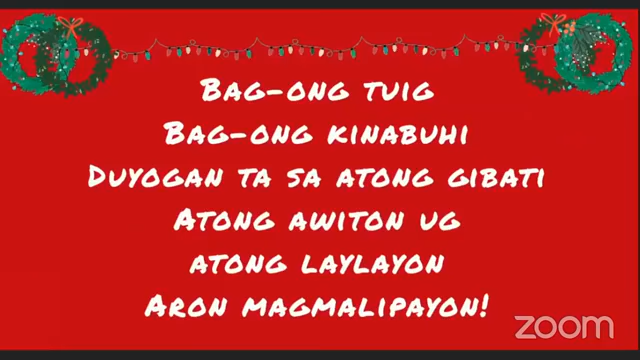 Bag-ong tuig
Bag-ong kinabuhi
Duyogan ta sa atong gibati
Atong awiton ug
atong laylayon
Aron magmalipayon!
zoom